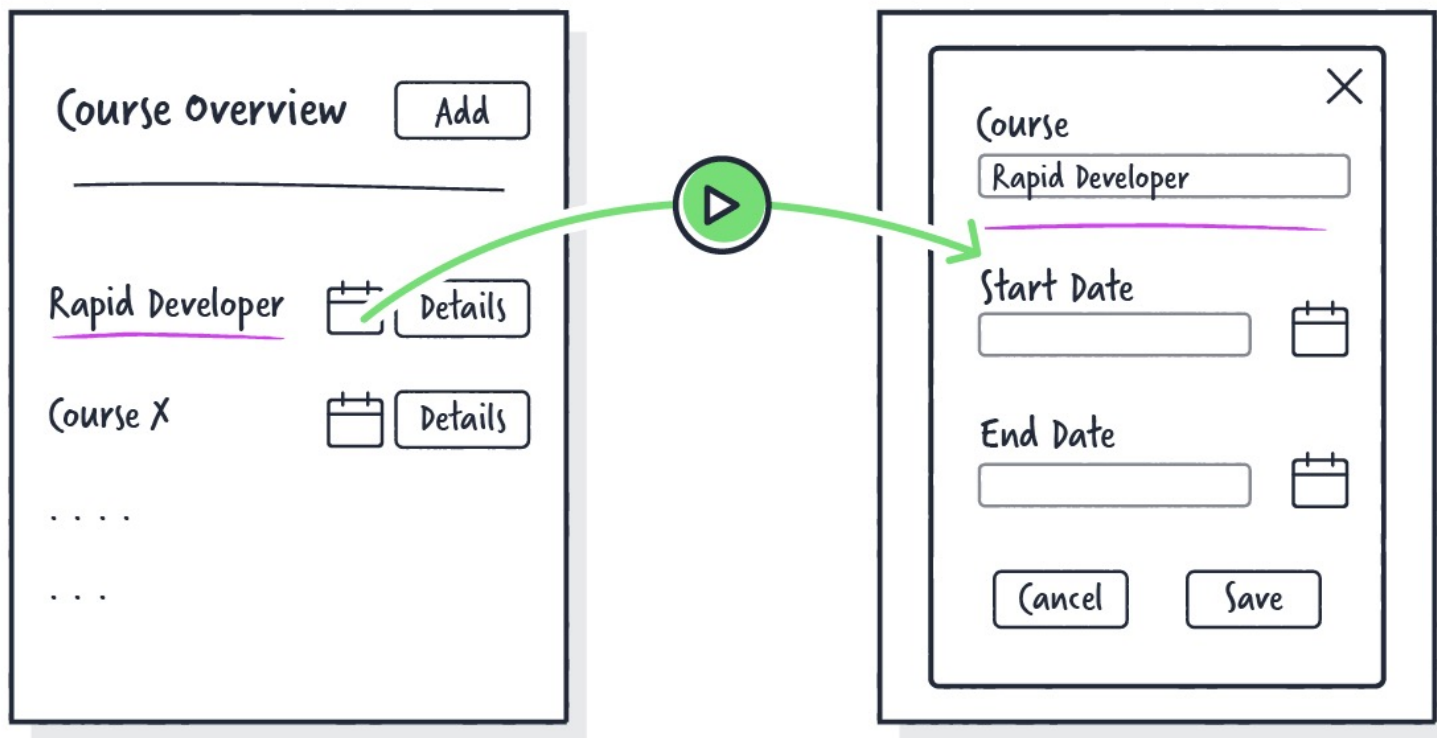 Course Overview
Add
Rapid Developer
Details
Course X
Details
. . . .
. . .
Course
Rapid Developer
Start Date
End Date
Cancel
Save